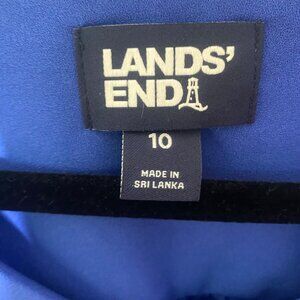 LANDS'
END
10
MADE IN
SRI LANKA